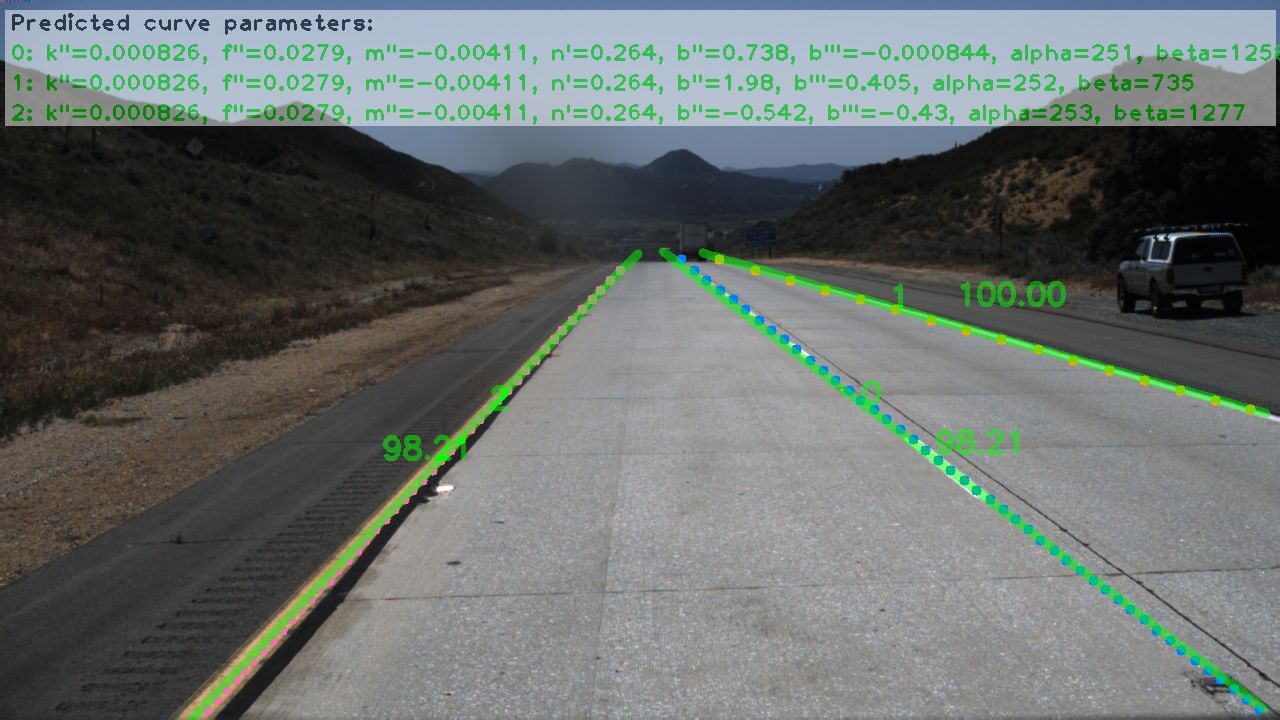 Predicted curve parameters:
0: k''=0.000826, f''=0.0279, m''=-0.00411, n'=0.264, b''=0.738, b'''=-0.000844, alpha=251, beta=125
1: k''=0.000826, f''=0.0279, m''=-0.00411, n'=0.264, b''=1.98, b'''=0.405, alpha=252, beta=735
2: k''=0.000826, f''=0.0279, m''=-0.00411, n'=0.264, b''=-0.542, b'''=-0.43, alpha=253, beta=1277
1 100.00
2 0
98.21 98.21